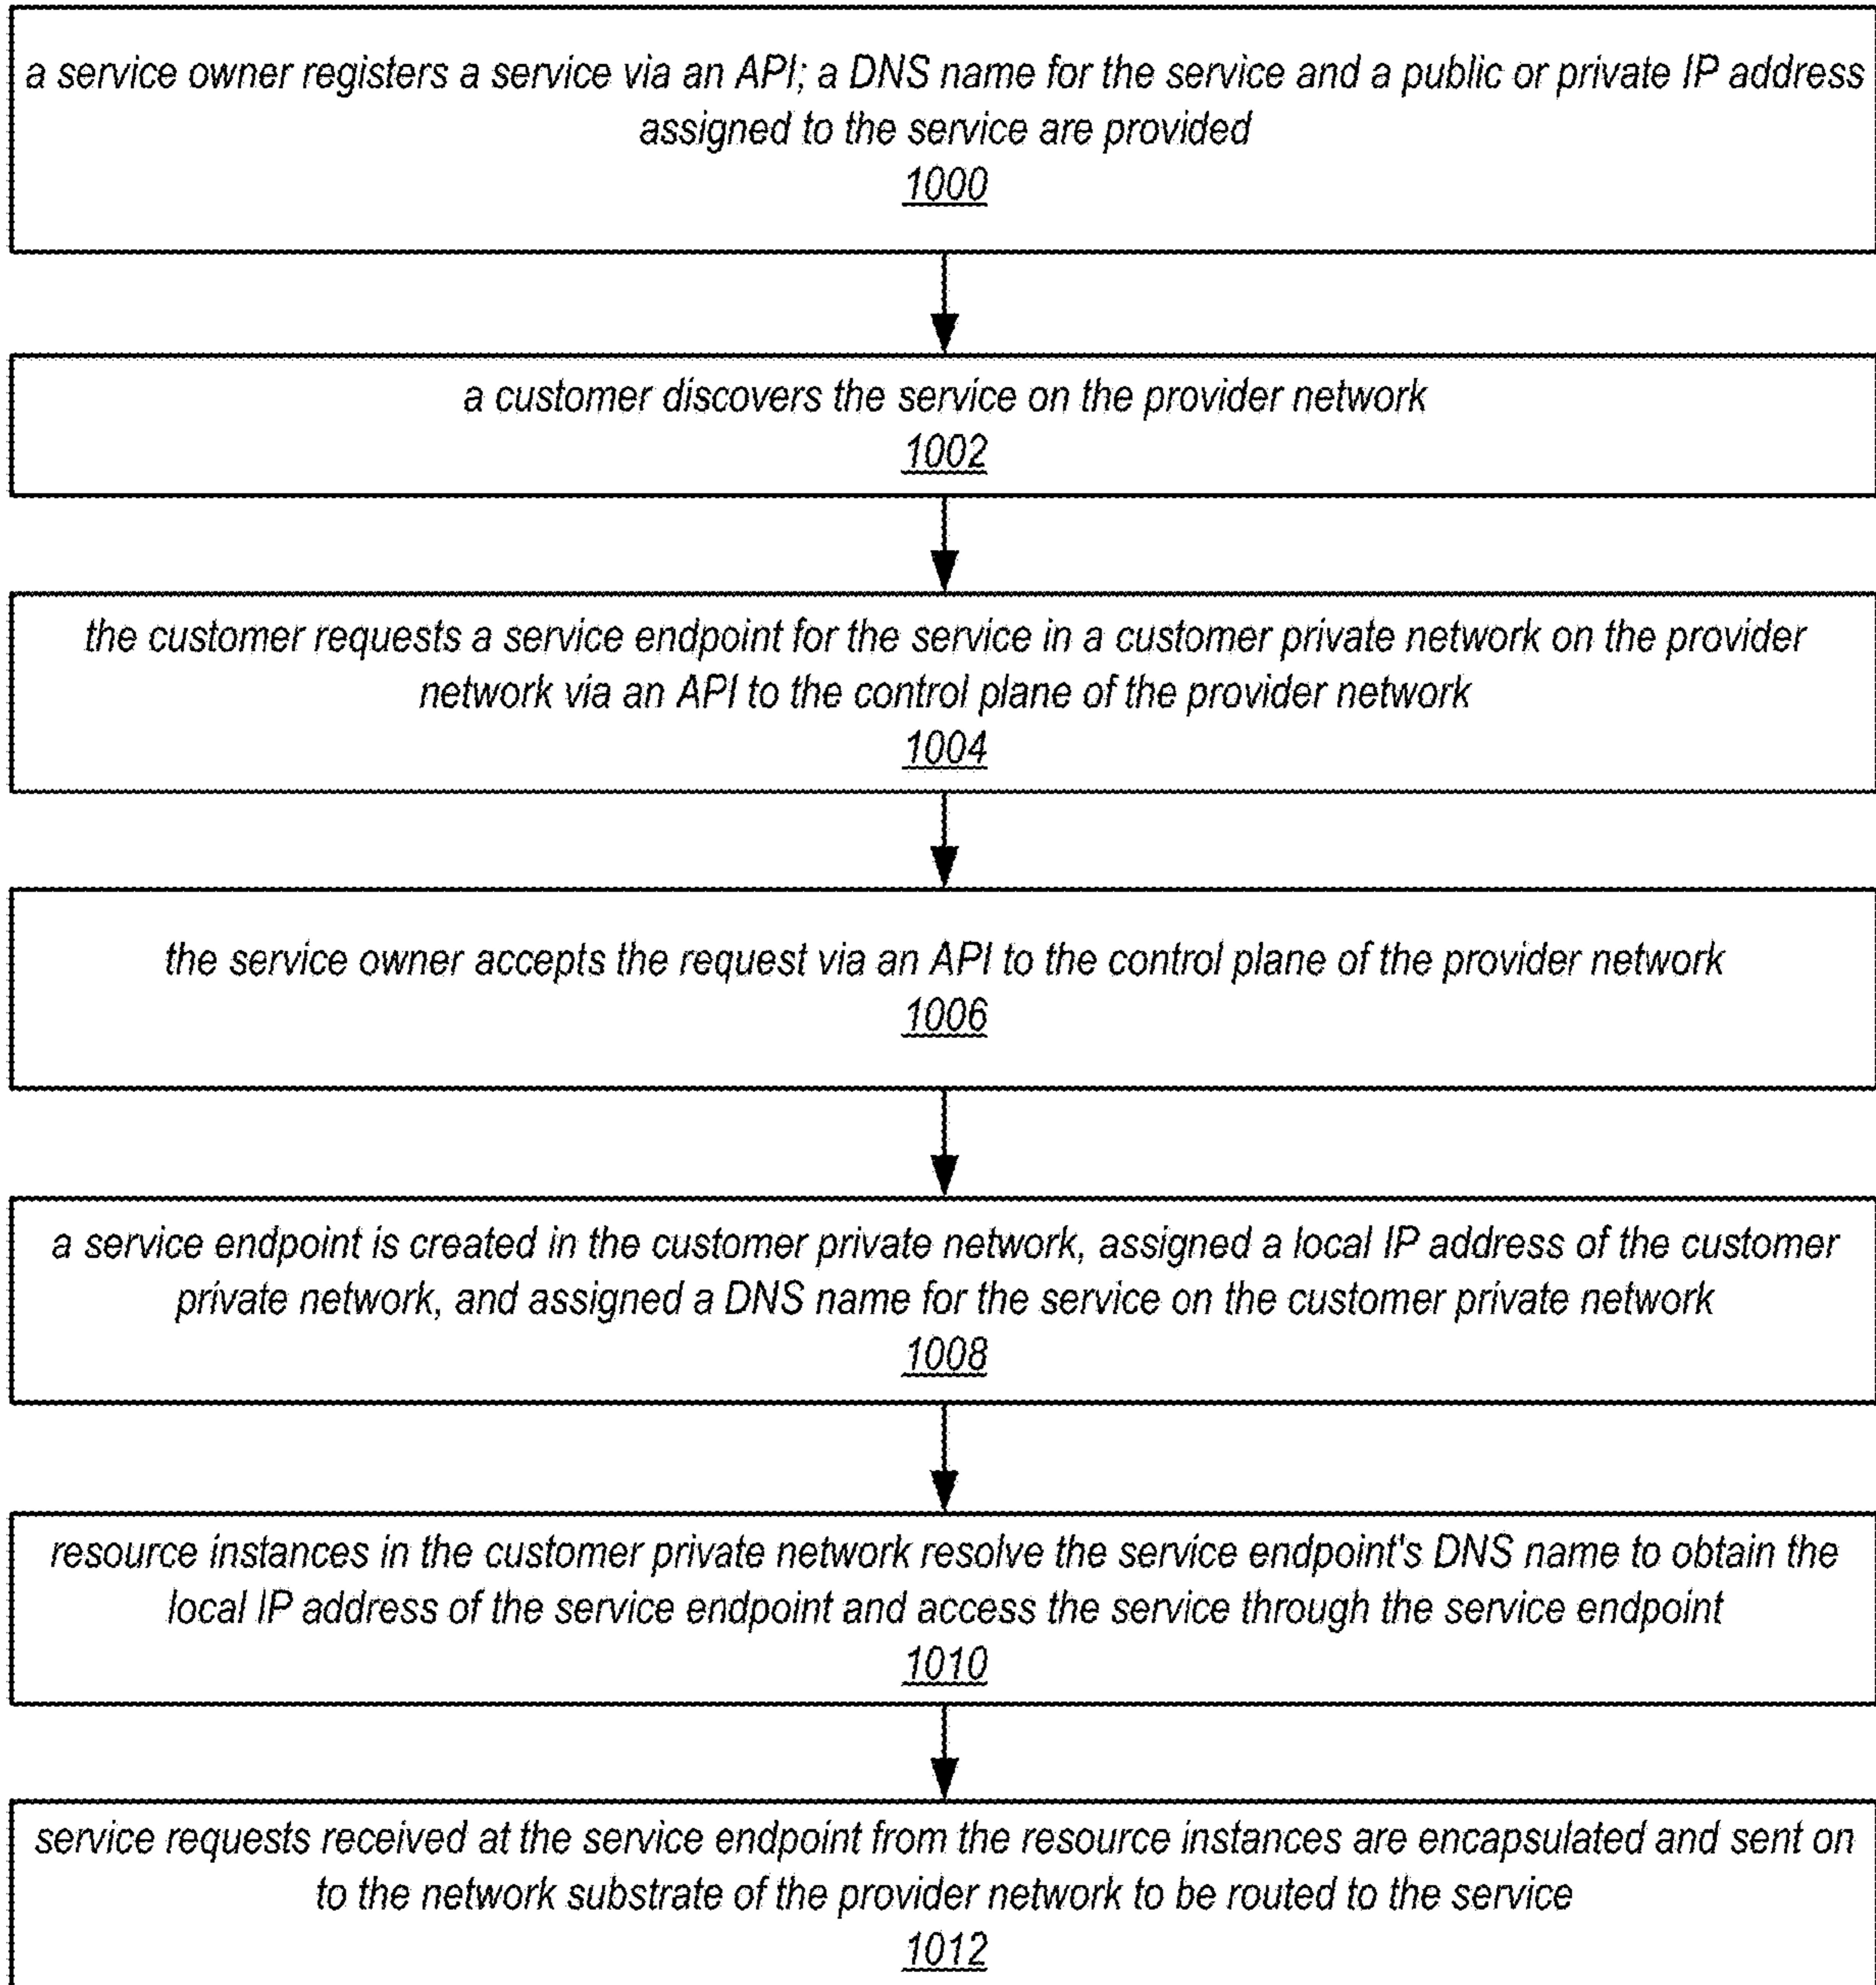 a service owner registers a service via an API; a DNS name for the service and a public or private IP address
assigned to the service are provided
1000
a customer discovers the service on the provider network
1002
the customer requests a service endpoint for the service in a customer private network on the provider
network via an API to the control plane of the provider network
1004
the service owner accepts the request via an API to the control plane of the provider network
1006
a service endpoint is created in the customer private network, assigned a local IP address of the customer
private network, and assigned a DNS name for the service on the customer private network
1008
resource instances in the customer private network resolve the service endpoint's DNS name to obtain the
local IP address of the service endpoint and access the service through the service endpoint
1010
service requests received at the service endpoint from the resource instances are encapsulated and sent on
to the network substrate of the provider network to be routed to the service
1012